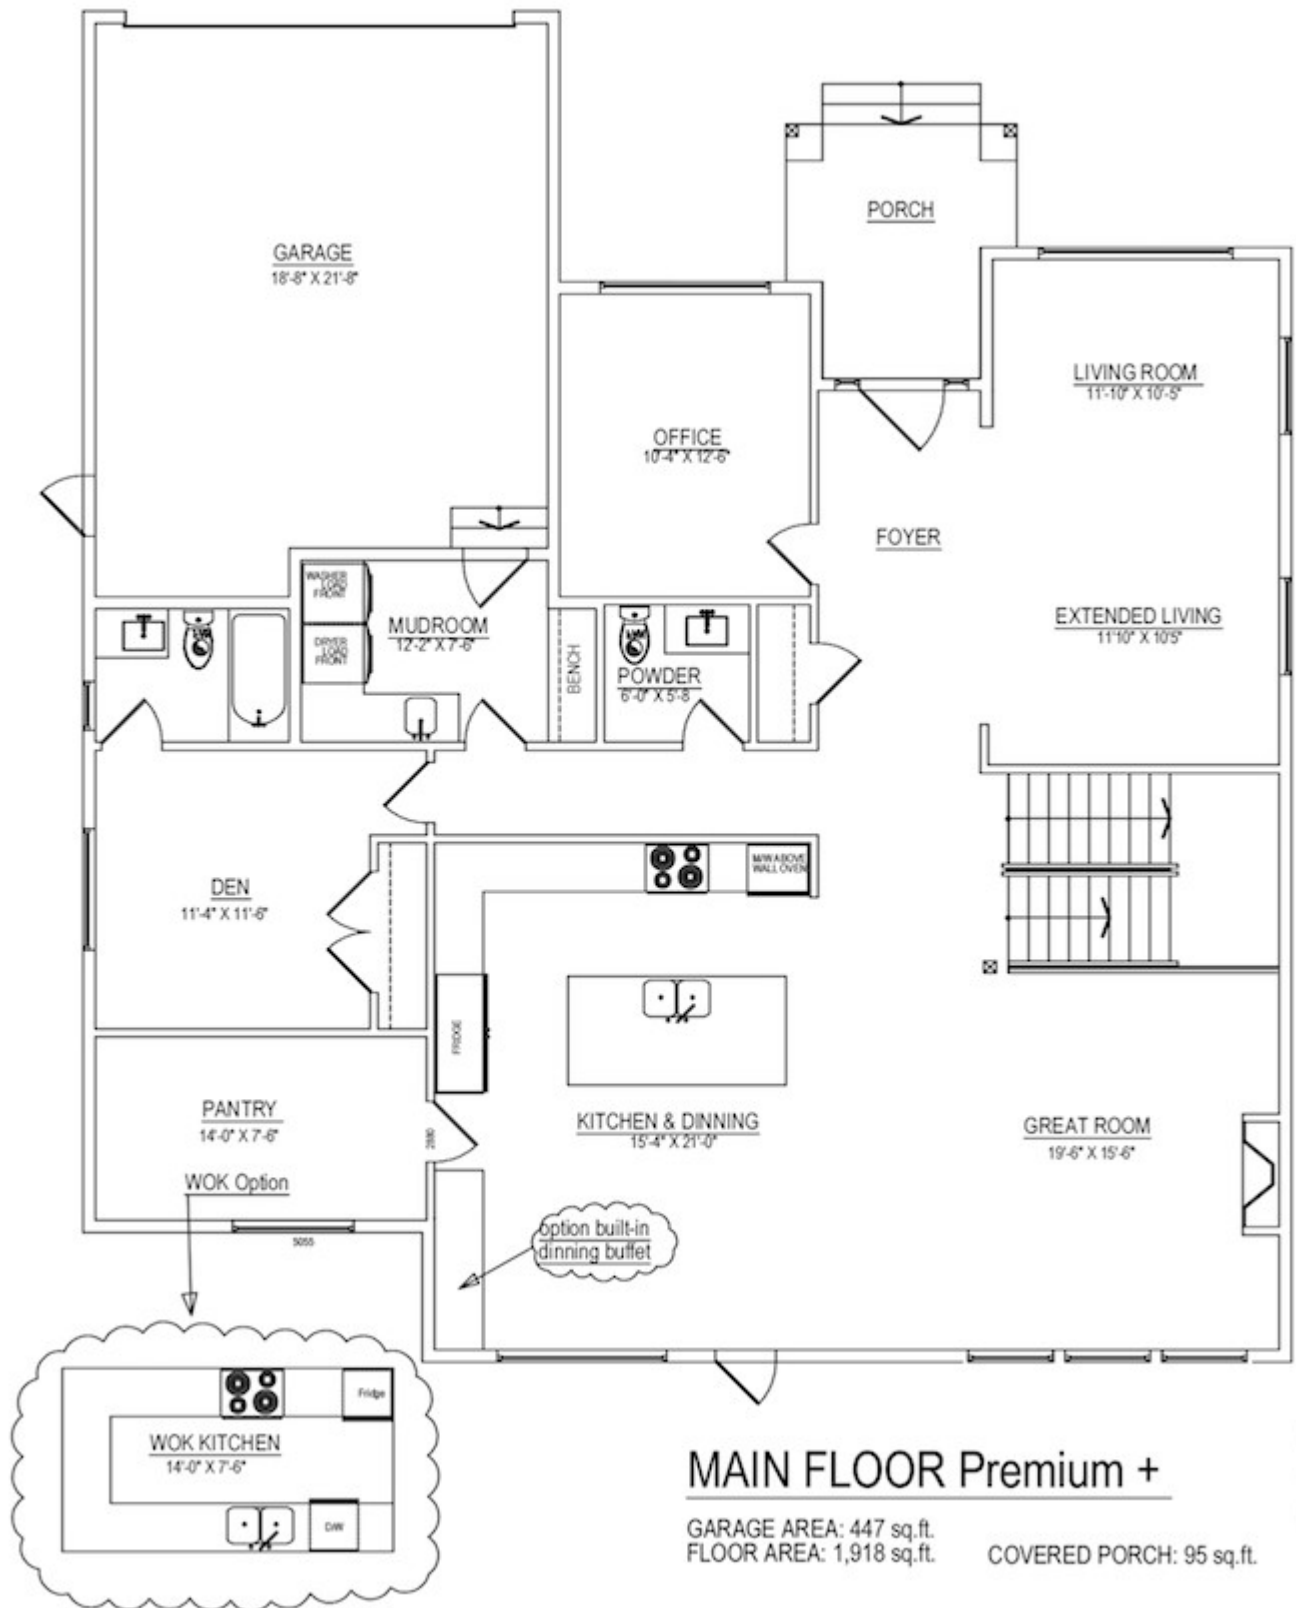 GARAGE
18'-8" X 21'-8"
PORCH
LIVING ROOM
11'-10" X 10'-5"
OFFICE
10'-4" X 12'-6"
FOYER
WASHER
LOAD
FRONT
DRYER
LOAD
FRONT
MUDROOM
12'-2" X 7'-6"
BENCH
POWDER
6'-0" X 5'-8
EXTENDED LIVING
11'10" X 10'5"
M/W ABOVE
WALL OVEN
DEN
11'-4" X 11'-6"
FRIDGE
PANTRY
14'-0" X 7'-6"
2880
KITCHEN & DINNING
15'-4" X 21'-0"
GREAT ROOM
19'-6" X 15'-6"
WOK Option
5055
option built-in
dinning buffet
Fridge
WOK KITCHEN
14'-0" X 7'-6"
D/W
MAIN FLOOR Premium +
GARAGE AREA: 447 sq.ft.
FLOOR AREA: 1,918 sq.ft.
COVERED PORCH: 95 sq.ft.